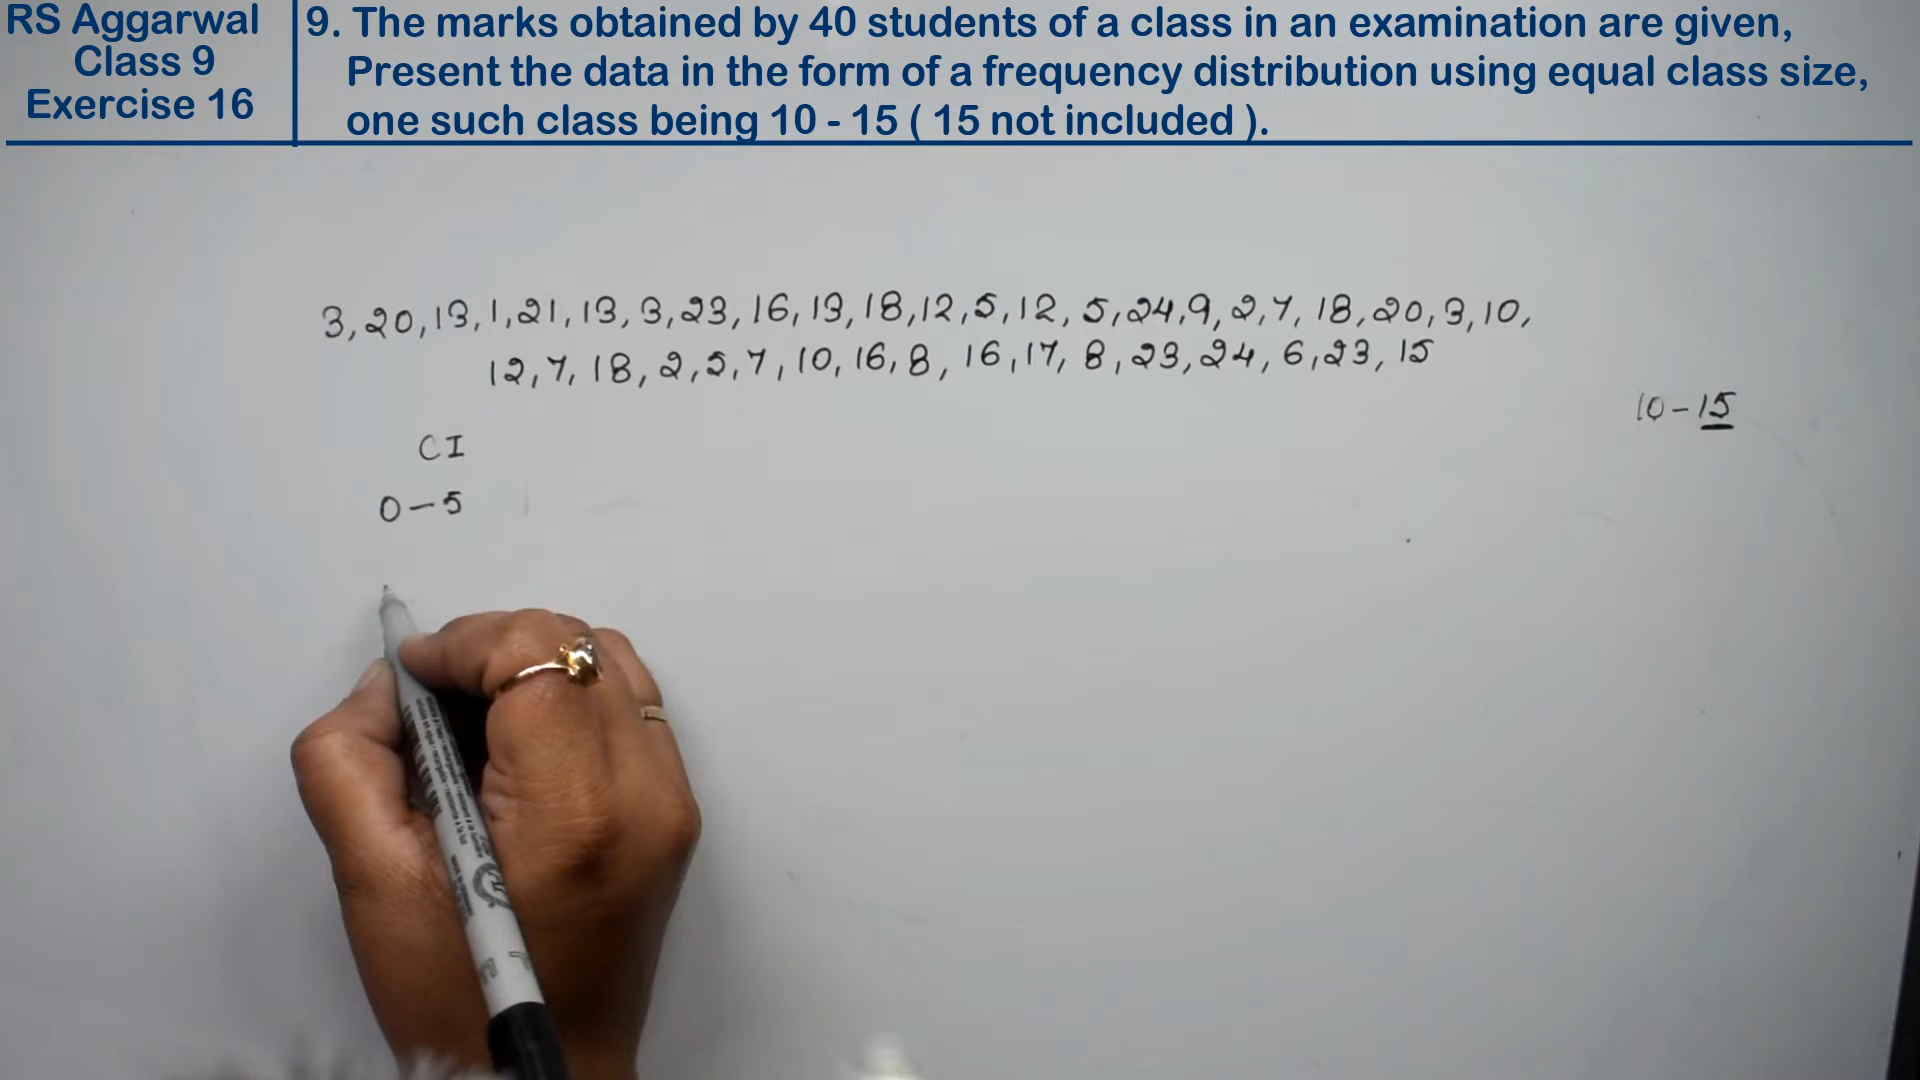 RS Aggarwal
Class 9
Exercise 16
9. The marks obtained by 40 students of a class in an examination are given,
Present the data in the form of a frequency distribution using equal class size,
one such class being 10 - 15 ( 15 not included ).
3, 20, 13, 1, 21, 13, 3, 23, 16, 13, 18, 12, 5, 12, 5, 24, 9, 2, 7, 18, 20, 3, 10,
12, 7, 18, 2, 5, 7, 10, 16, 8, 16, 17, 8, 23, 24, 6, 23, 15
10 - 15
CI
0 - 5